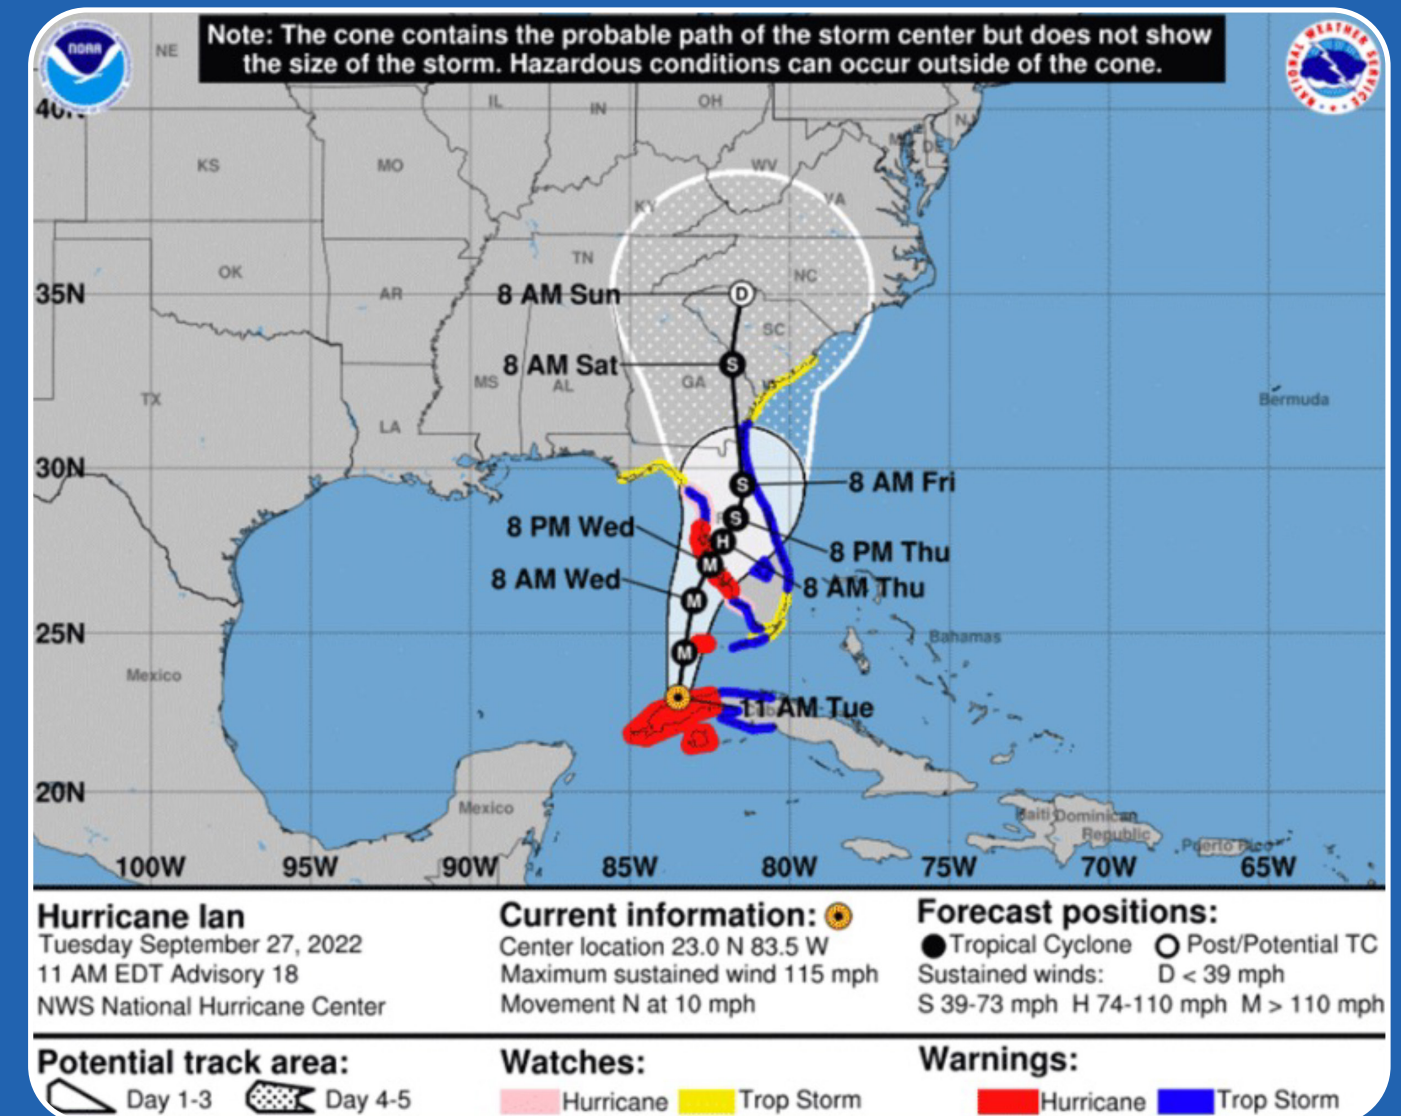 Note: The cone contains the probable path of the storm center but does not show
the size of the storm. Hazardous conditions can occur outside of the cone.
NOAA
NATIONAL WEATHER SERVICE
NE
40N
IL
IN
OH
NJ
DE
KS
MO
WV
KY
VA
TN
NC
OK
AR
35N
8 AM Sun
D
SC
8 AM Sat
S
MS
AL
GA
TX
Bermuda
LA
30N
S
8 AM Fri
8 PM Wed
S
H
8 PM Thu
M
8 AM Wed
8 AM Thu
M
25N
Bahamas
M
Mexico
11 AM Tue
20N
Mexico
Haiti
Dominican
Republic
Puerto Rico
100W
95W
90W
85W
80W
75W
70W
65W
Hurricane Ian
Tuesday September 27, 2022
11 AM EDT Advisory 18
NWS National Hurricane Center
Current information:
Center location 23.0 N 83.5 W
Maximum sustained wind 115 mph
Movement N at 10 mph
Forecast positions:
Tropical Cyclone
Post/Potential TC
Sustained winds: D < 39 mph
S 39-73 mph H 74-110 mph M > 110 mph
Potential track area:
Day 1-3
Day 4-5
Watches:
Hurricane
Trop Storm
Warnings:
Hurricane
Trop Storm